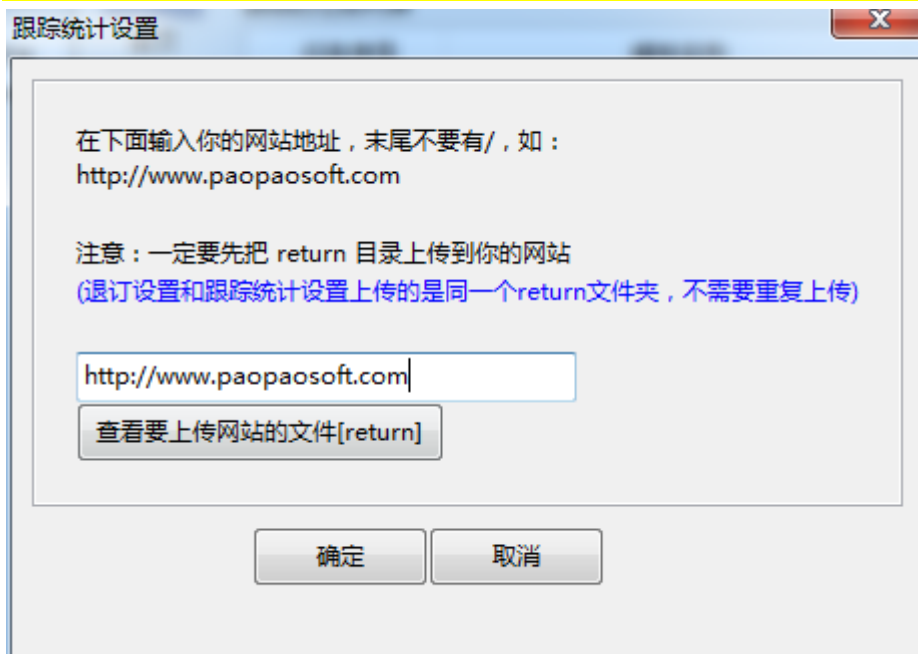 跟踪统计设置
在下面输入你的网站地址，末尾不要有/，如：
http://www.paopaosoft.com
注意：一定要先把 return 目录上传到你的网站
(退订设置和跟踪统计设置上传的是同一个return文件夹，不需要重复上传)
http://www.paopaosoft.com
查看要上传网站的文件[return]
确定
取消